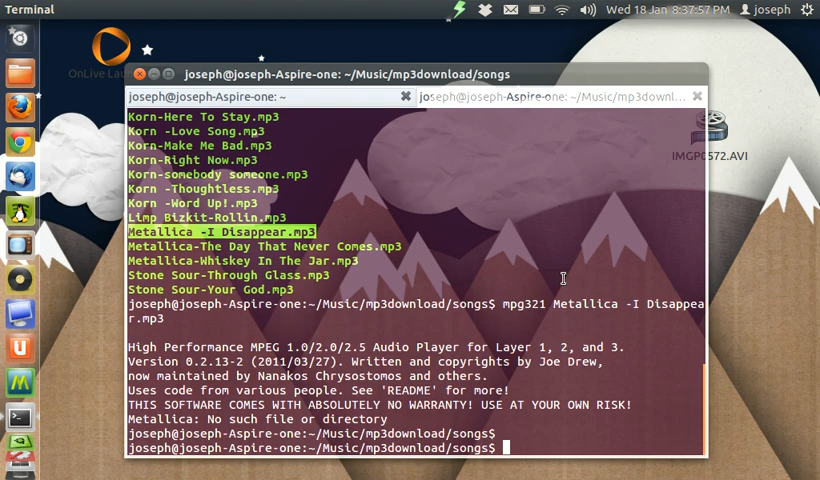 Terminal
Wed 18 Jan 8:37:57 PM
joseph
OnLive Lau
joseph@joseph-Aspire-one: ~/Music/mp3download/songs
joseph@joseph-Aspire-one: ~
joseph@joseph-Aspire-one: ~/Music/mp3downl...
IMGP0572.AVI
Korn-Here To Stay.mp3
Korn -Love Song.mp3
Korn-Make Me Bad.mp3
Korn-Right Now.mp3
Korn-somebody someone.mp3
Korn -Thoughtless.mp3
Korn -Word Up!.mp3
Limp Bizkit-Rollin.mp3
Metallica -I Disappear.mp3
Metallica-The Day That Never Comes.mp3
Metallica-Whiskey In The Jar.mp3
Stone Sour-Through Glass.mp3
Stone Sour-Your God.mp3
joseph@joseph-Aspire-one:~/Music/mp3download/songs$ mpg321 Metallica -I Disappea
r.mp3
High Performance MPEG 1.0/2.0/2.5 Audio Player for Layer 1, 2, and 3.
Version 0.2.13-2 (2011/03/27). Written and copyrights by Joe Drew,
now maintained by Nanakos Chrysostomos and others.
Uses code from various people. See 'README' for more!
THIS SOFTWARE COMES WITH ABSOLUTELY NO WARRANTY! USE AT YOUR OWN RISK!
Metallica: No such file or directory
joseph@joseph-Aspire-one:~/Music/mp3download/songs$
joseph@joseph-Aspire-one:~/Music/mp3download/songs$